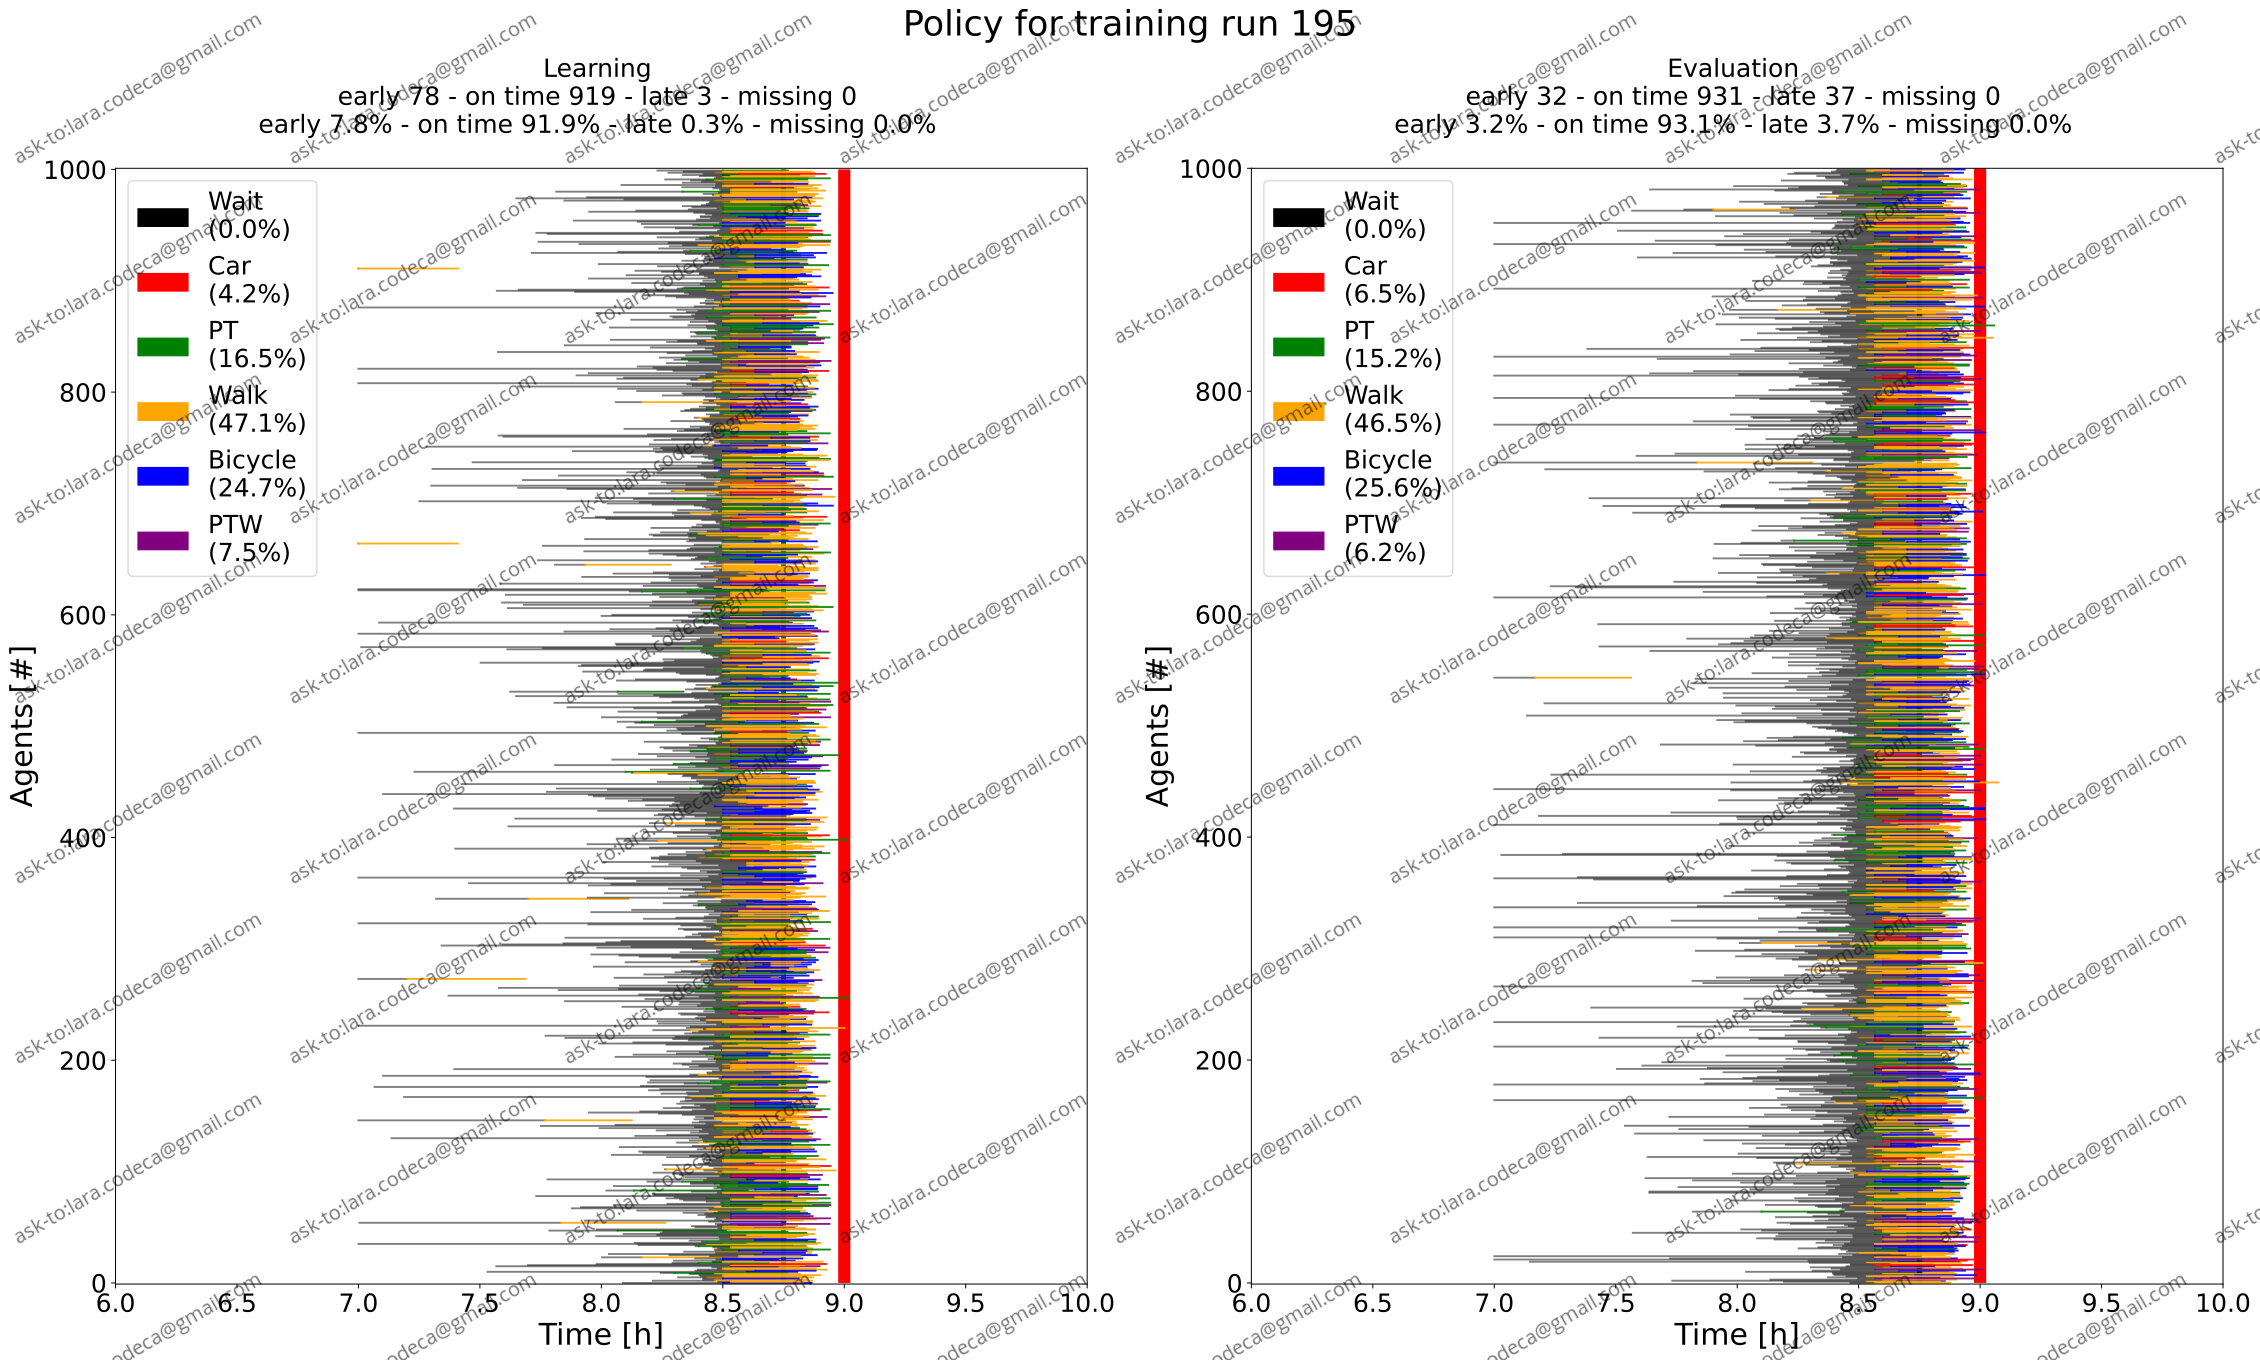 Policy for training run 195
Learning
early 78 - on time 919 - late 3 - missing 0
early 7.8% - on time 91.9% - late 0.3% - missing 0.0%
1000
800
600
400
200
0
Agents [#]
Wait
(0.0%)
Car
(4.2%)
PT
(16.5%)
Walk
(47.1%)
Bicycle
(24.7%)
PTW
(7.5%)
6.0 6.5 7.0 7.5 8.0 8.5 9.0 9.5 10.0
Time [h]
Evaluation
early 32 - on time 931 - late 37 - missing 0
early 3.2% - on time 93.1% - late 3.7% - missing 0.0%
1000
800
600
400
200
0
Agents [#]
Wait
(0.0%)
Car
(6.5%)
PT
(15.2%)
Walk
(46.5%)
Bicycle
(25.6%)
PTW
(6.2%)
6.0 6.5 7.0 7.5 8.0 8.5 9.0 9.5 10.0
Time [h]
ask-to:lara.codeca@gmail.com